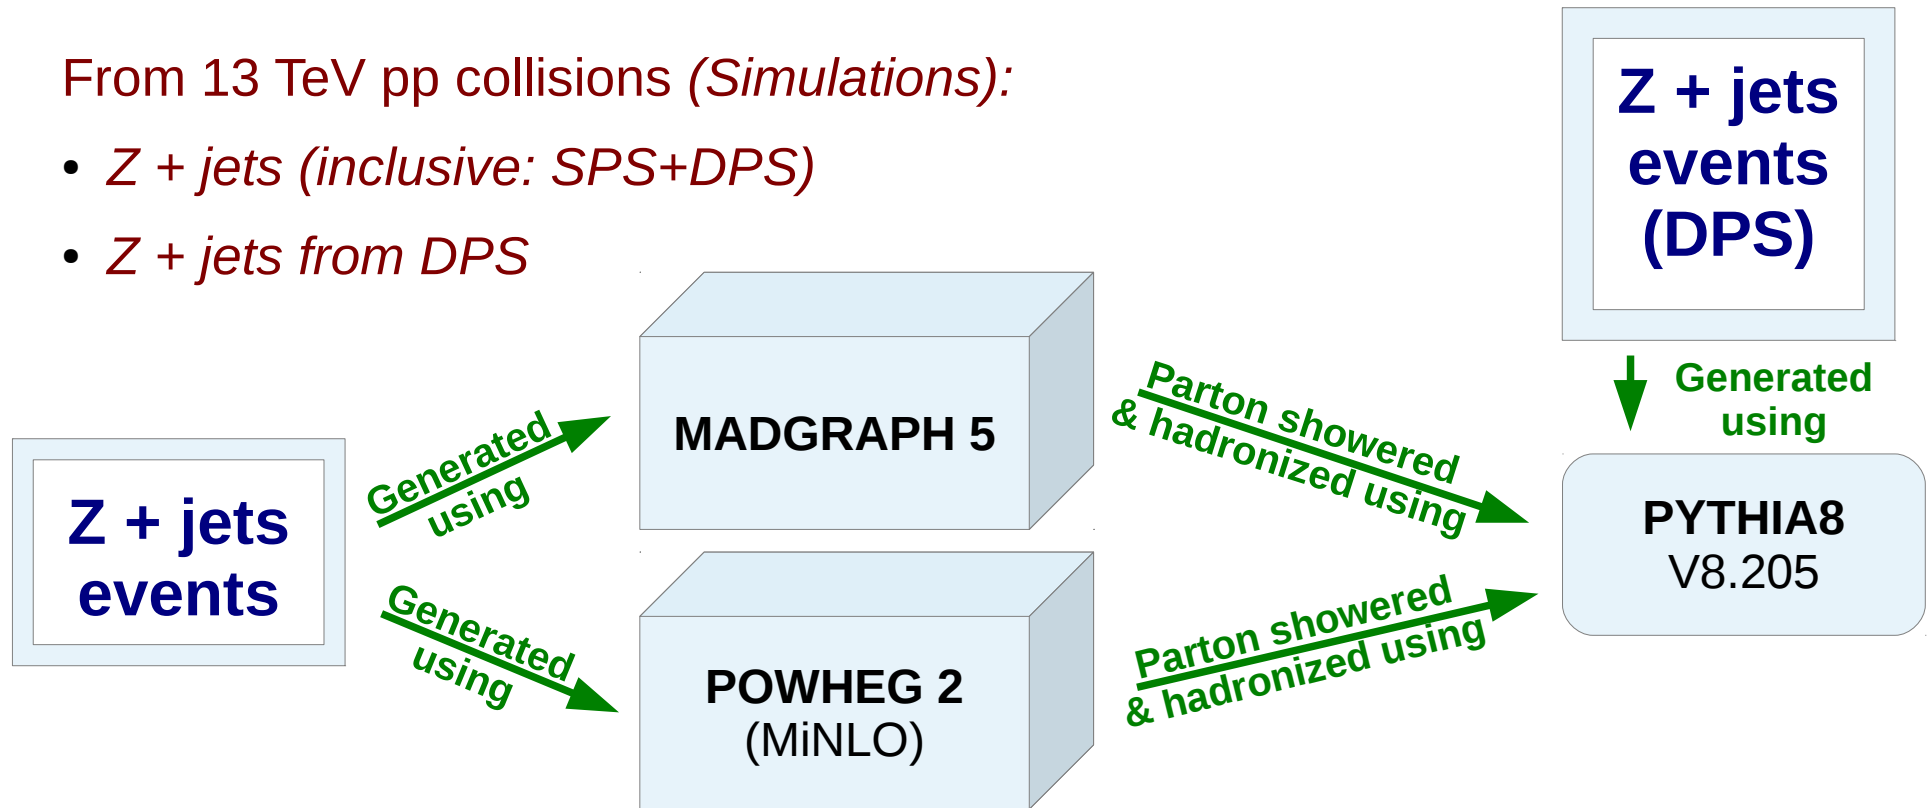 From 13 TeV pp collisions (Simulations):
• Z + jets (inclusive: SPS+DPS)
• Z + jets from DPS
Z + jets
events
(DPS)
Generated
using
MADGRAPH 5
Parton showered
& hadronized using
Generated
using
Z + jets
events
PYTHIA8
V8.205
Generated
using
POWHEG 2
(MiNLO)
Parton showered
& hadronized using